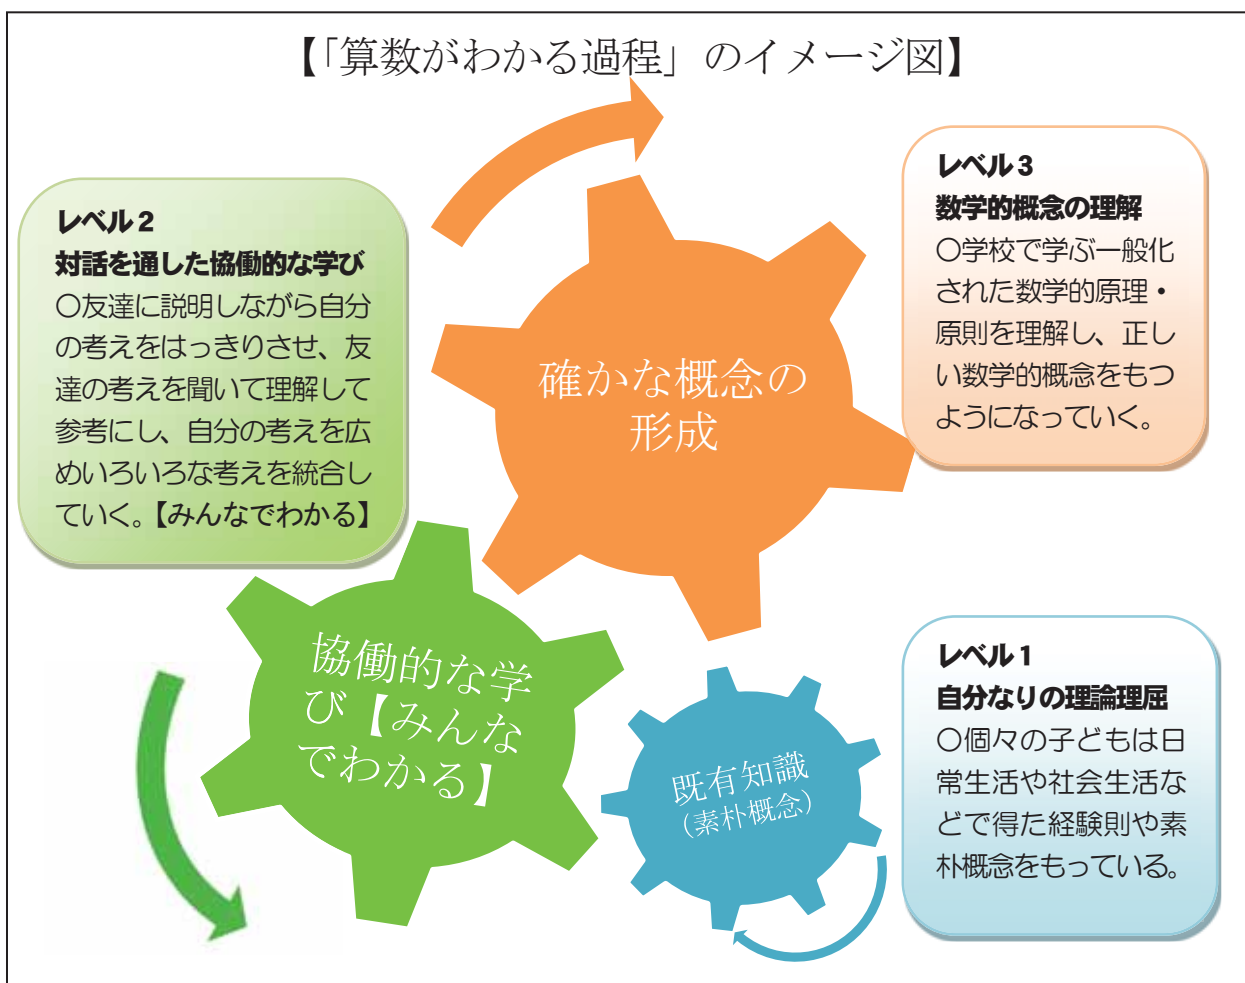 【「算数がわかる過程」のイメージ図】
レベル2
対話を通した協働的な学び
○友達に説明しながら自分
の考えをはっきりさせ、友
達の考えを聞いて理解して
参考にし、自分の考えを広
めいろいろな考えを統合し
ていく。【みんなでわかる】
レベル3
数学的概念の理解
○学校で学ぶ一般化
された数学的原理・
原則を理解し、正し
い数学的概念をもつ
ようになっていく。
確かな概念の
形成
協働的な学
び【みんな
でわかる】
既有知識
（素朴概念）
レベル1
自分なりの理論理屈
○個々の子どもは日
常生活や社会生活な
どで得た経験則や素
朴概念をもっている。